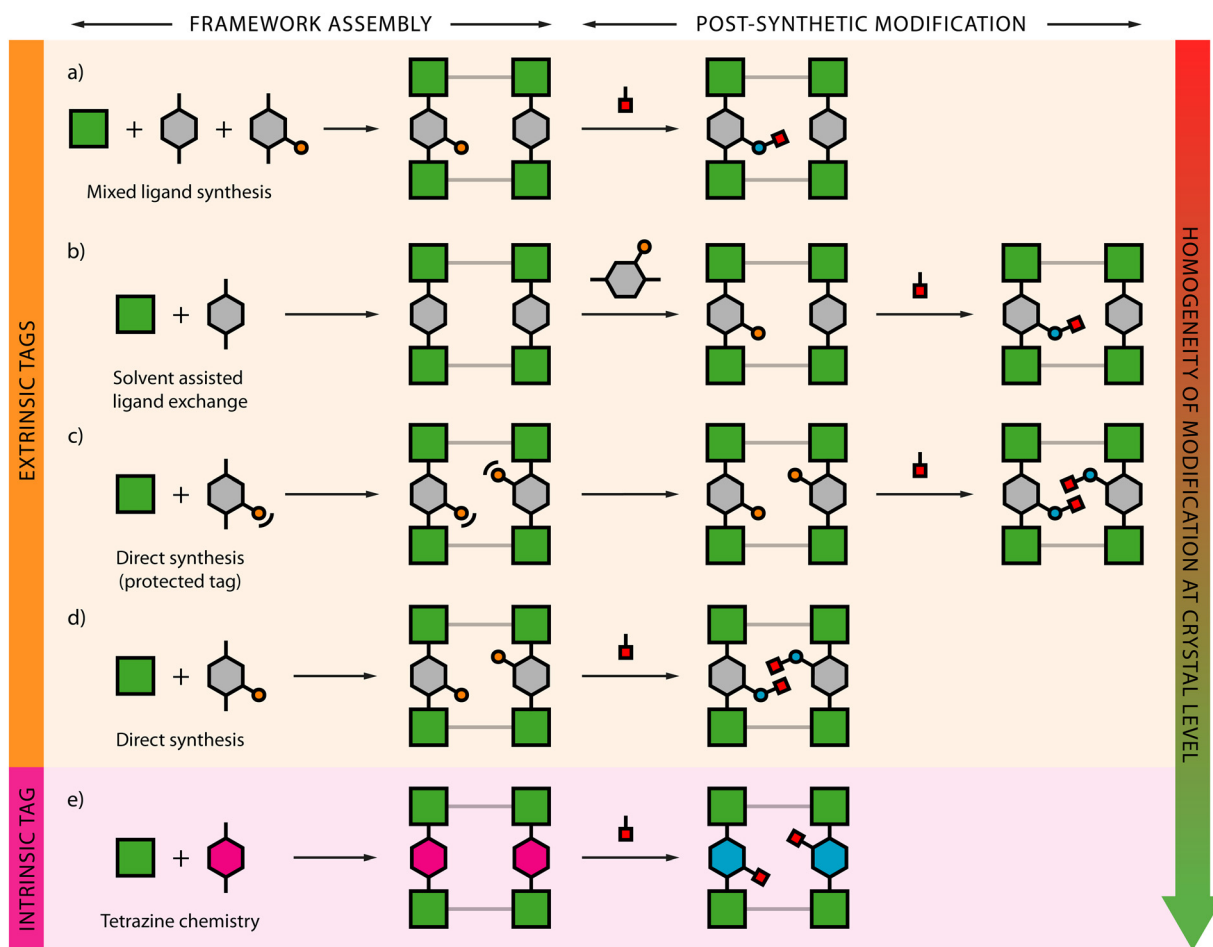 FRAMEWORK ASSEMBLY
POST-SYNTHETIC MODIFICATION
EXTRINSIC TAGS
a)
+
+
Mixed ligand synthesis
b)
+
Solvent assisted
ligand exchange
c)
+
Direct synthesis
(protected tag)
d)
+
Direct synthesis
INTRINSIC TAG
e)
+
Tetrazine chemistry
HOMOGENEITY OF MODIFICATION AT CRYSTAL LEVEL